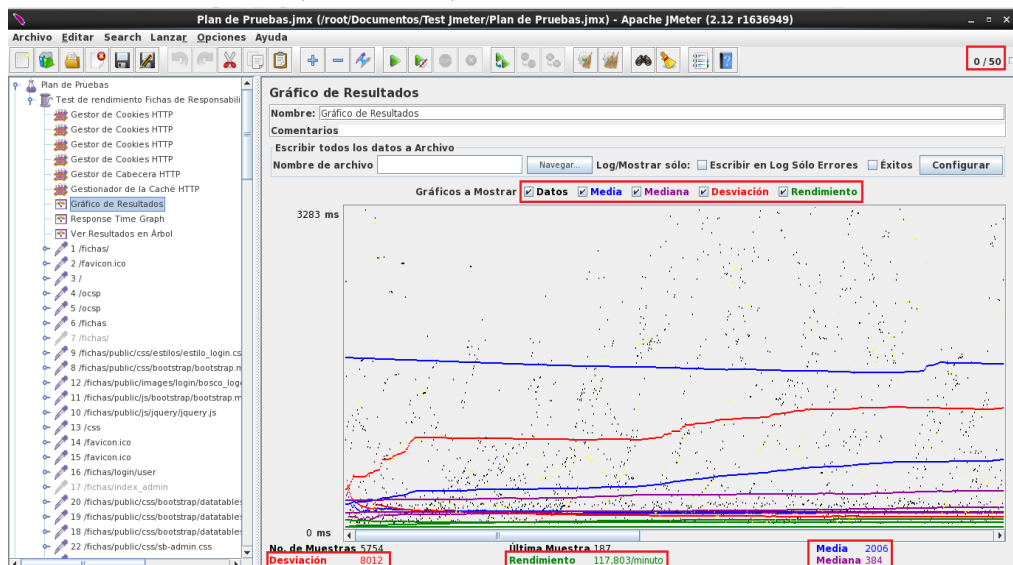 Plan de Pruebas.jmx (/root/Documentos/Test Jmeter/Plan de Pruebas.jmx) - Apache JMeter (2.12 r1636949)
Archivo Editar Search Lanzar Opciones Ayuda
0 / 50
Plan de Pruebas
Test de rendimiento Fichas de Responsabili
Gestor de Cookies HTTP
Gestor de Cookies HTTP
Gestor de Cookies HTTP
Gestor de Cookies HTTP
Gestor de Cabecera HTTP
Gestionador de la Caché HTTP
Gráfico de Resultados
Response Time Graph
Ver Resultados en Árbol
1 /fichas/
2 /favicon.ico
3 /
4 /ocsp
5 /ocsp
6 /fichas
7 /fichas/
9 /fichas/public/css/estilos/estilo_login.cs
8 /fichas/public/css/bootstrap/bootstrap.m
12 /fichas/public/images/login/bosco_log
11 /fichas/public/js/bootstrap/bootstrap.m
10 /fichas/public/js/jquery/jquery.js
13 /css
14 /favicon.ico
15 /favicon.ico
16 /fichas/login/user
17 /fichas/index_admin
20 /fichas/public/css/bootstrap/datatable
19 /fichas/public/css/bootstrap/datatable
18 /fichas/public/css/bootstrap/datatable
22 /fichas/public/css/sb-admin.css
Gráfico de Resultados
Nombre: Gráfico de Resultados
Comentarios
Escribir todos los datos a Archivo
Nombre de archivo Navegar... Log/Mostrar sólo: Escribir en Log Sólo Errores Éxitos Configurar
Gráficos a Mostrar Datos Media Mediana Desviación Rendimiento
3283 ms
0 ms
No. de Muestras 5754 Última Muestra 187 Media 2006
Desviación 8012 Rendimiento 117,803/minuto Mediana 384